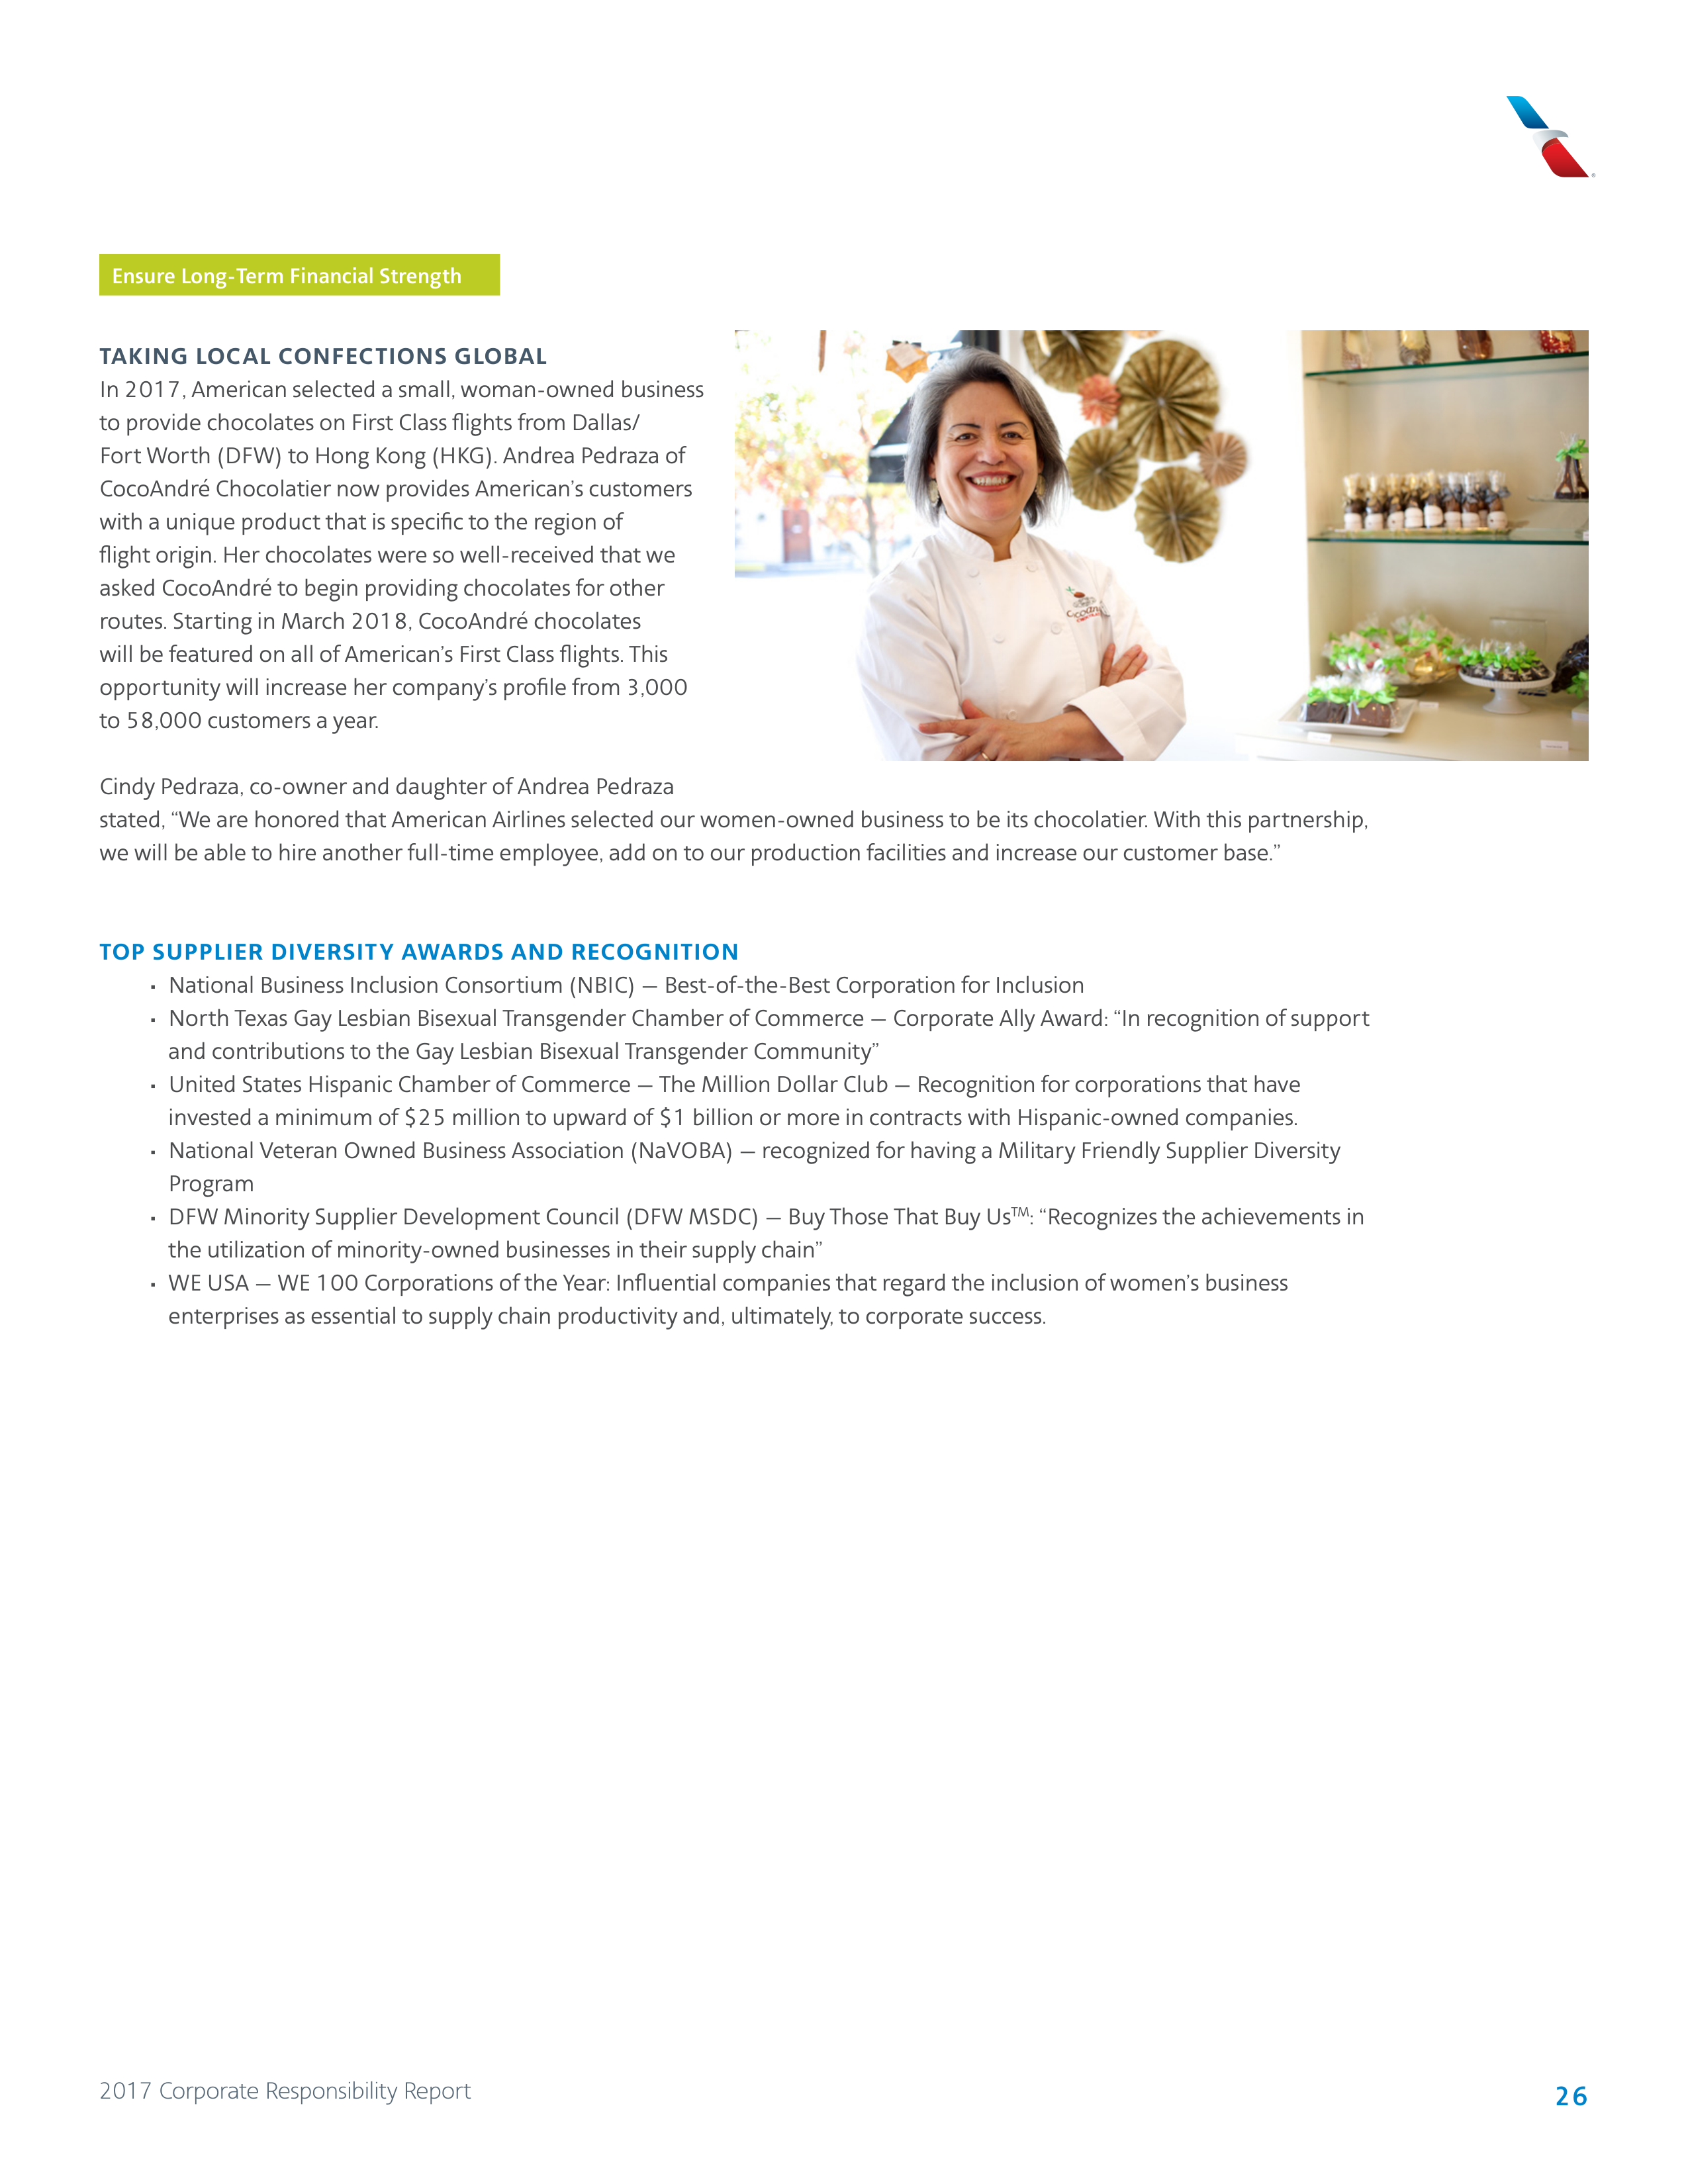 Ensure Long-Term Financial Strength
TAKING LOCAL CONFECTIONS GLOBAL
In 2017, American selected a small, woman-owned business
to provide chocolates on First Class flights from Dallas/
Fort Worth (DFW) to Hong Kong (HKG). Andrea Pedraza of
CocoAndré Chocolatier now provides American’s customers
with a unique product that is specific to the region of
flight origin. Her chocolates were so well-received that we
asked CocoAndré to begin providing chocolates for other
routes. Starting in March 2018, CocoAndré chocolates
will be featured on all of American’s First Class flights. This
opportunity will increase her company’s profile from 3,000
to 58,000 customers a year.
Cindy Pedraza, co-owner and daughter of Andrea Pedraza
stated, “We are honored that American Airlines selected our women-owned business to be its chocolatier. With this partnership,
we will be able to hire another full-time employee, add on to our production facilities and increase our customer base.”
TOP SUPPLIER DIVERSITY AWARDS AND RECOGNITION
• National Business Inclusion Consortium (NBIC) — Best-of-the-Best Corporation for Inclusion
• North Texas Gay Lesbian Bisexual Transgender Chamber of Commerce — Corporate Ally Award: “In recognition of support
and contributions to the Gay Lesbian Bisexual Transgender Community”
• United States Hispanic Chamber of Commerce — The Million Dollar Club — Recognition for corporations that have
invested a minimum of $25 million to upward of $1 billion or more in contracts with Hispanic-owned companies.
• National Veteran Owned Business Association (NaVOBA) — recognized for having a Military Friendly Supplier Diversity
Program
• DFW Minority Supplier Development Council (DFW MSDC) — Buy Those That Buy Us™: “Recognizes the achievements in
the utilization of minority-owned businesses in their supply chain”
• WE USA — WE 100 Corporations of the Year: Influential companies that regard the inclusion of women’s business
enterprises as essential to supply chain productivity and, ultimately, to corporate success.
2017 Corporate Responsibility Report
26